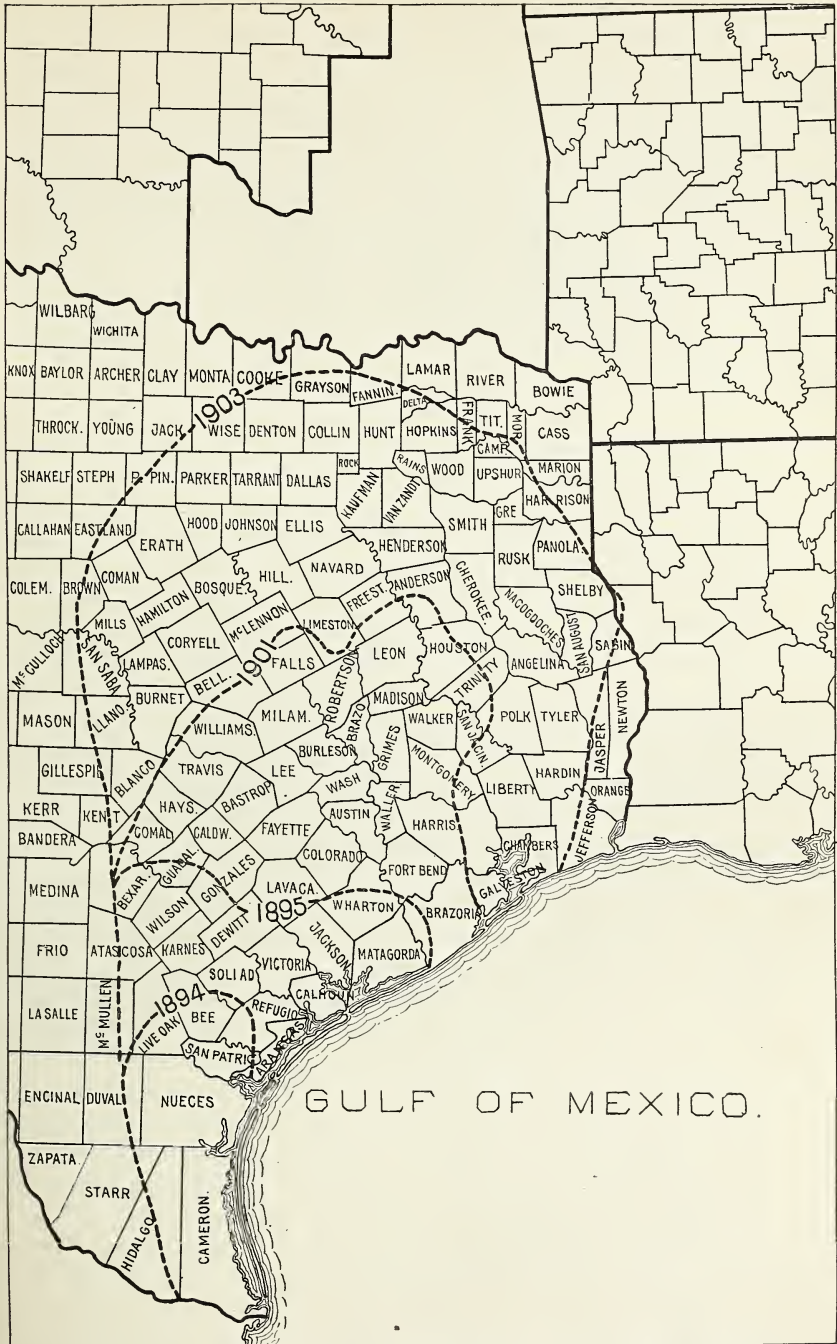 WILBARG
WICHITA
KNOX BAYLOR ARCHER CLAY MONTA COOKE GRAYSON FANNIN. LAMAR RIVER BOWIE
1903
THROCK. YOUNG JACK WISE DENTON COLLIN HUNT DELTA HOPKINS FRANK TIT. MOR CASS
CAMP
SHAKELF STEPH P. PIN. PARKER TARRANT DALLAS ROCK KAUFMAN VAN ZANDT RAINS WOOD UPSHUR MARION
HARRISON
GRE
CALLAHAN EASTLAND ERATH HOOD JOHNSON ELLIS HENDERSON SMITH RUSK PANOLA
COLEM. BROWN COMAN HAMILTON BOSQUE HILL. NAVARD FREEST. ANDERSON CHEROKEE. NACOGDOCHES SHELBY
MILLS McLENNON LIMESTON SAN AUGUST SABIN
McCULLOCH SAN SABA LAMPAS. CORYELL BELL. FALLS LEON HOUSTON ANGELINA
1901
MASON LLANO. BURNET WILLIAMS. MILAM. ROBERTSON BRAZO MADISON TRINITY POLK TYLER JASPER NEWTON
WALKER SAN JACIN.
GILLESPIE BLANCO TRAVIS LEE BURLESON GRIMES MONTGOMERY LIBERTY HARDIN
KERR KENT HAYS. BASTROP WASH WALLER ORANGE
BANDERA COMAL CALDW. FAYETTE AUSTIN HARRIS CHAMBERS JEFFERSON
MEDINA BEXAR. GUADAL. GONZALES LAVACA. COLORADO FORT BEND GALVESTON
WILSON 1895 WHARTON BRAZORIA
FRIO ATASCOSA KARNES DEWITT JACKSON MATAGORDA
SOLIAD VICTORIA
LASALLE McMULLEN 1894 CALHOUN
LIVE OAK BEE REFUGIO
SAN PATRIC ARANSAS
ENCINAL DUVAL NUECES GULF OF MEXICO.
ZAPATA.
STARR
HIDALGO CAMERON.